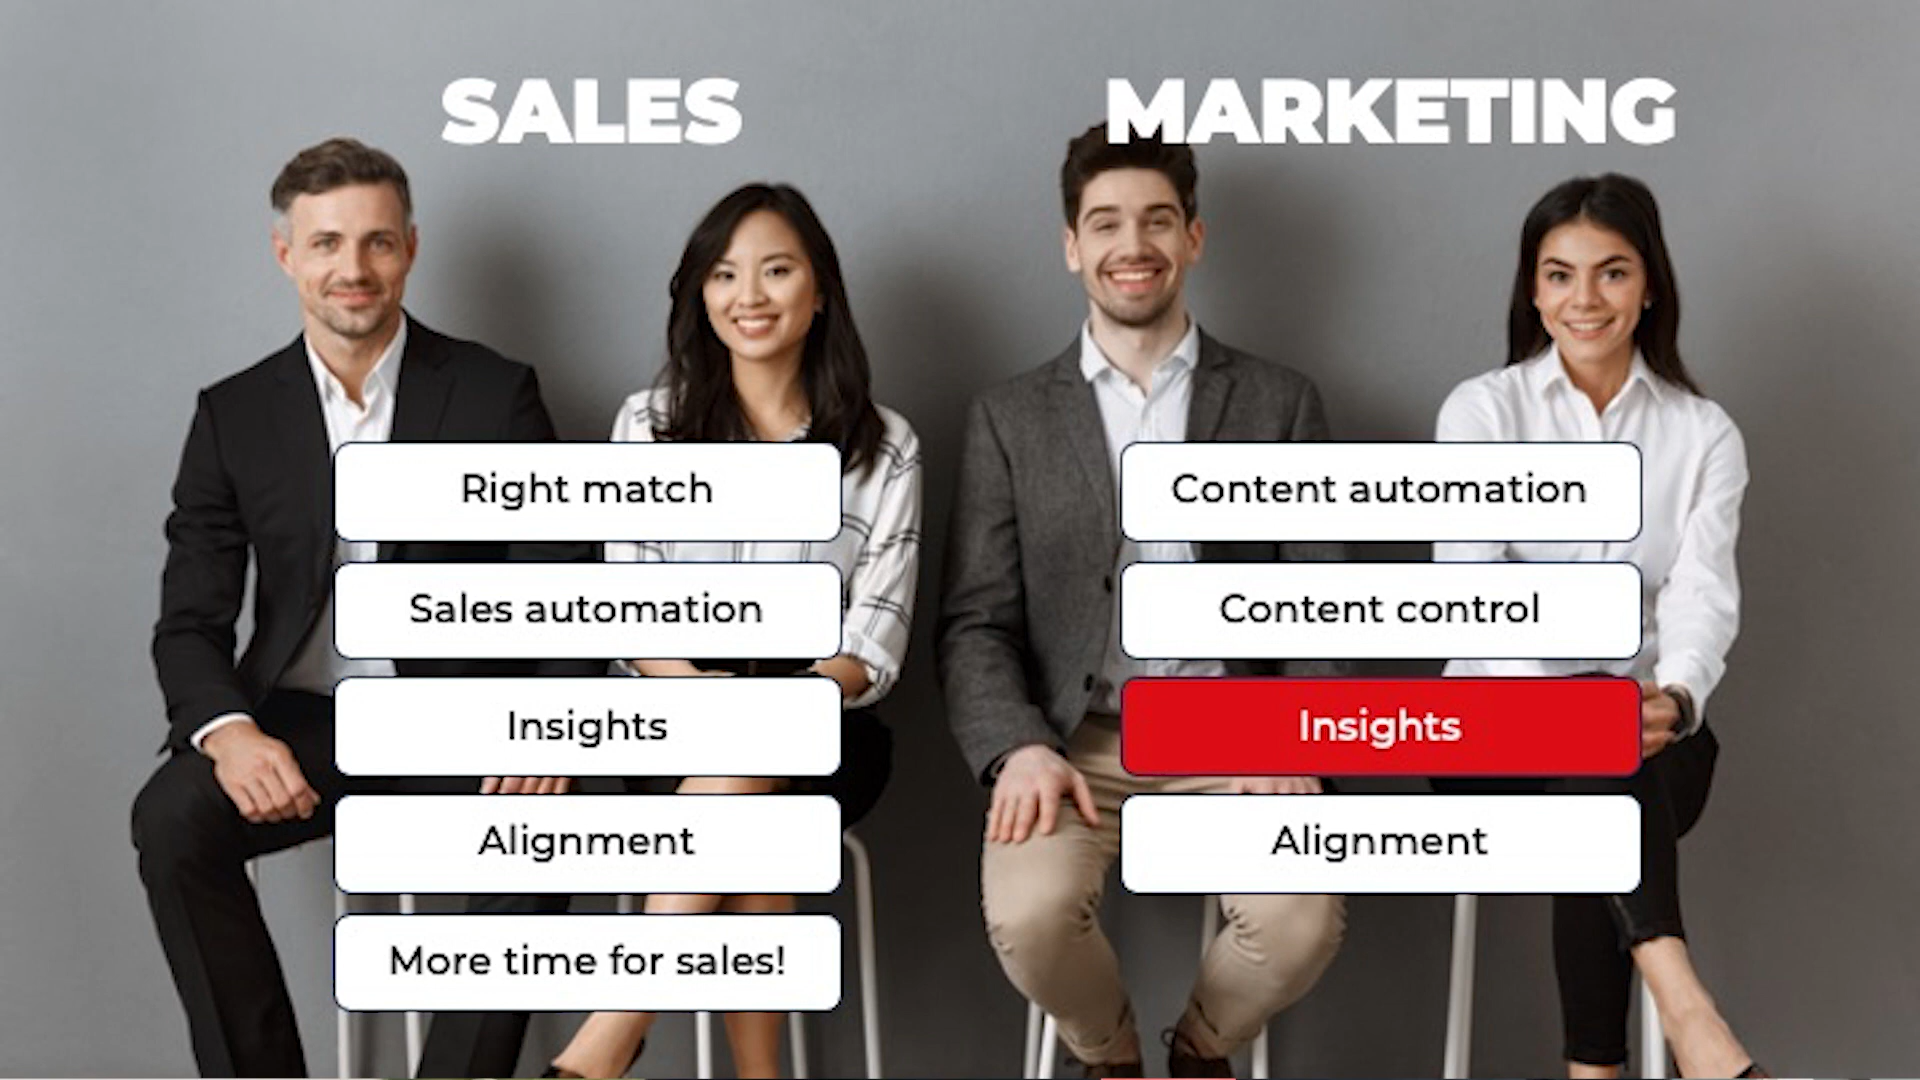 SALES
Right match
Sales automation
Insights
Alignment
More time for sales!
MARKETING
Content automation
Content control
Insights
Alignment